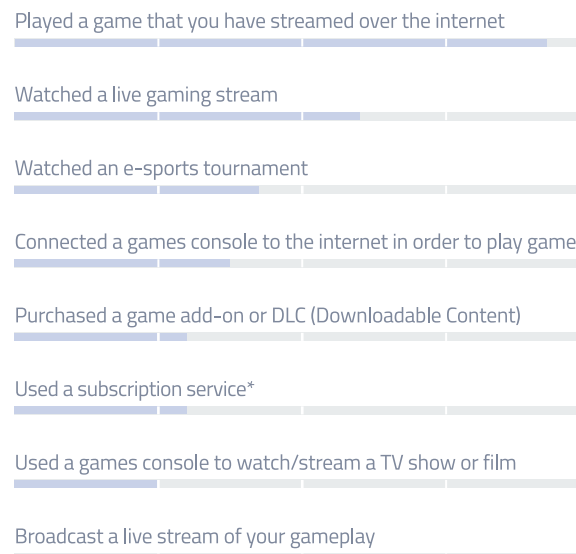 Played a game that you have streamed over the internet
Watched a live gaming stream
Watched an e-sports tournament
Connected a games console to the internet in order to play game
Purchased a game add-on or DLC (Downloadable Content)
Used a subscription service*
Used a games console to watch/stream a TV show or film
Broadcast a live stream of your gameplay